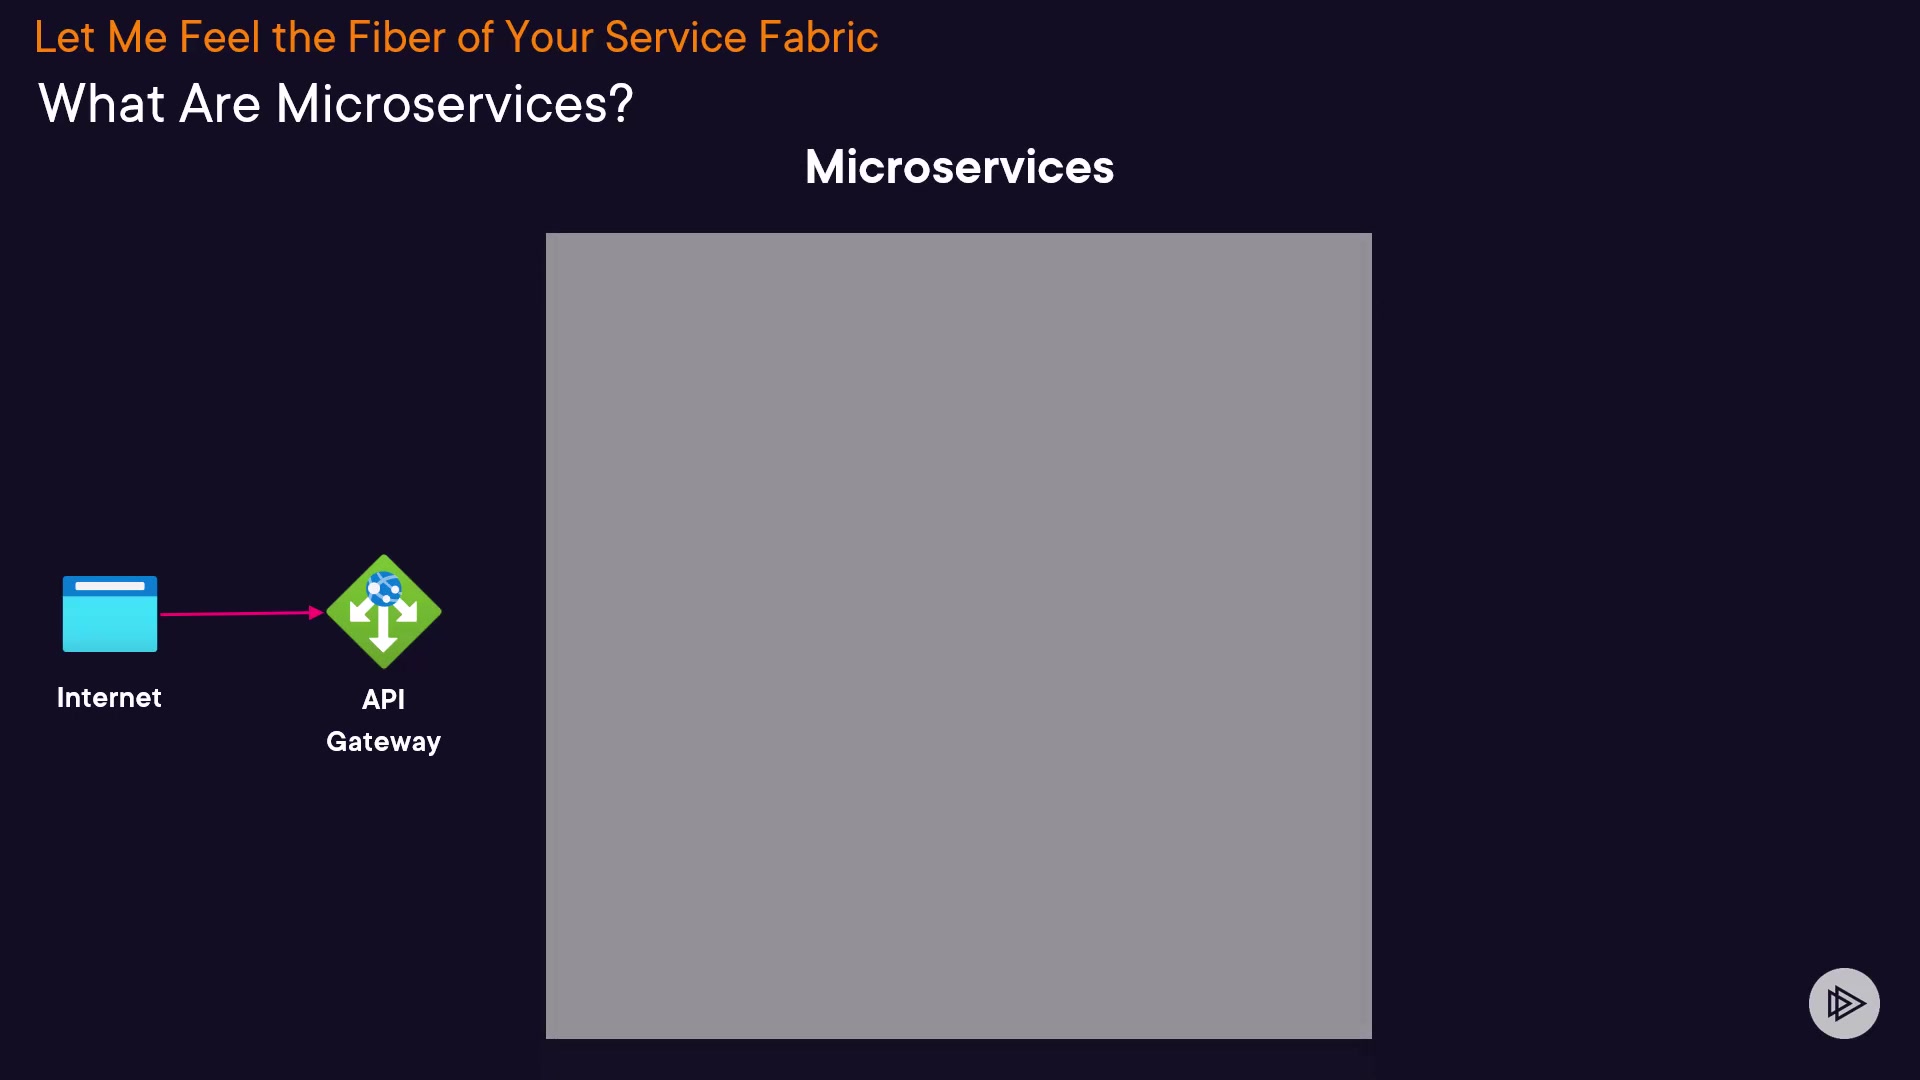 Let Me Feel the Fiber of Your Service Fabric
What Are Microservices?
Microservices
Internet
API
Gateway